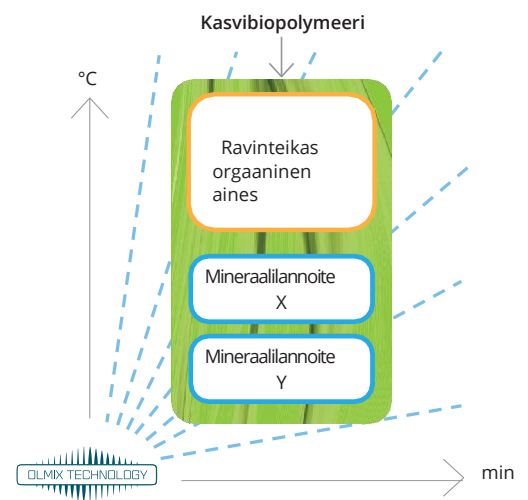 Kasvibiopolymeeri
°C
Ravinteikas
orgaaninen
aines
Mineraalilannoite
X
Mineraalilannoite
Y
OLMIX TECHNOLOGY
min